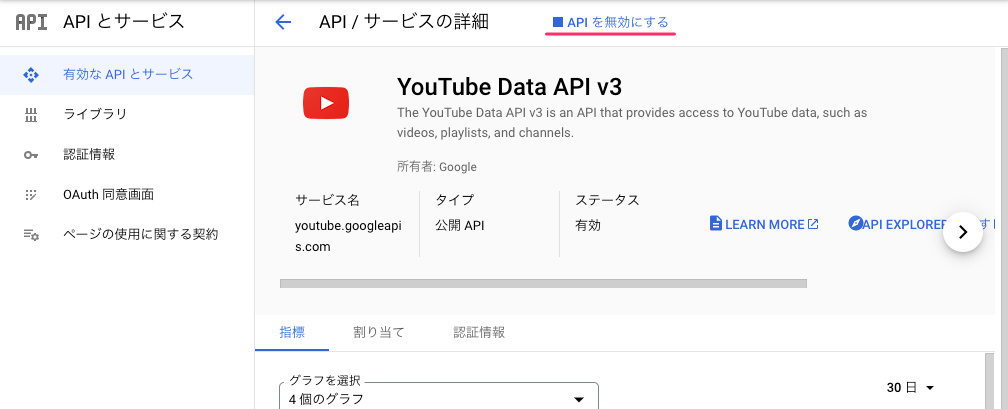 API API とサービス
API / サービスの詳細
API を無効にする
有効な API とサービス
ライブラリ
認証情報
OAuth 同意画面
ページの使用に関する契約
YouTube Data API v3
The YouTube Data API v3 is an API that provides access to YouTube data, such as
videos, playlists, and channels.
所有者: Google
サービス名
youtube.googleapi
s.com
タイプ
公開 API
ステータス
有効
LEARN MORE
API EXPLORER
指標
割り当て
認証情報
グラフを選択
4 個のグラフ
30 日